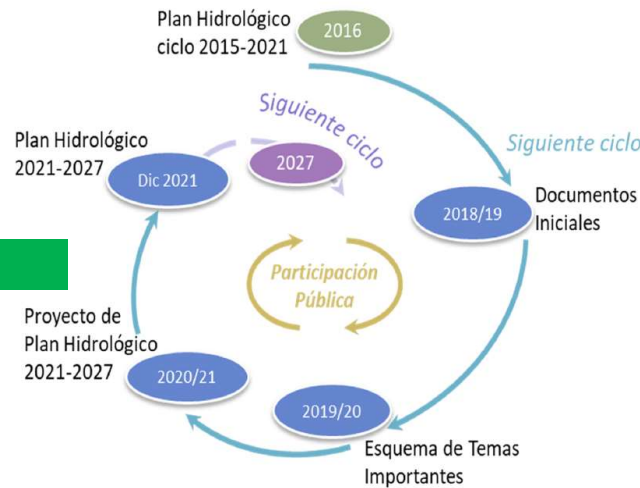 Plan Hidrológico
ciclo 2015-2021
2016
Siguiente ciclo
Siguiente ciclo
Plan Hidrológico
2021-2027
Dic 2021
2027
2018/19
Documentos
Iniciales
Participación
Pública
Proyecto de
Plan Hidrológico
2021-2027
2020/21
2019/20
Esquema de Temas
Importantes